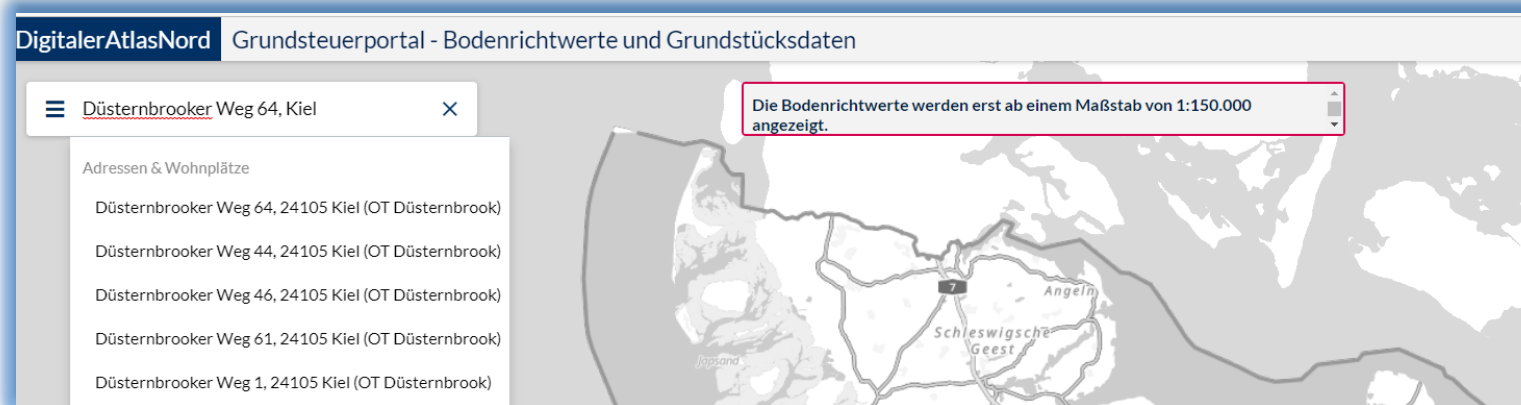 DigitalerAtlasNord Grundsteuerportal - Bodenrichtwerte und Grundstücksdaten
Düsternbrooker Weg 64, Kiel
Die Bodenrichtwerte werden erst ab einem Maßstab von 1:150.000
angezeigt.
Adressen & Wohnplätze
Düsternbrooker Weg 64, 24105 Kiel (OT Düsternbrook)
Düsternbrooker Weg 44, 24105 Kiel (OT Düsternbrook)
Düsternbrooker Weg 46, 24105 Kiel (OT Düsternbrook)
Düsternbrooker Weg 61, 24105 Kiel (OT Düsternbrook)
Düsternbrooker Weg 1, 24105 Kiel (OT Düsternbrook)
7
Angeln
Schleswigsche
Geest
Japsand